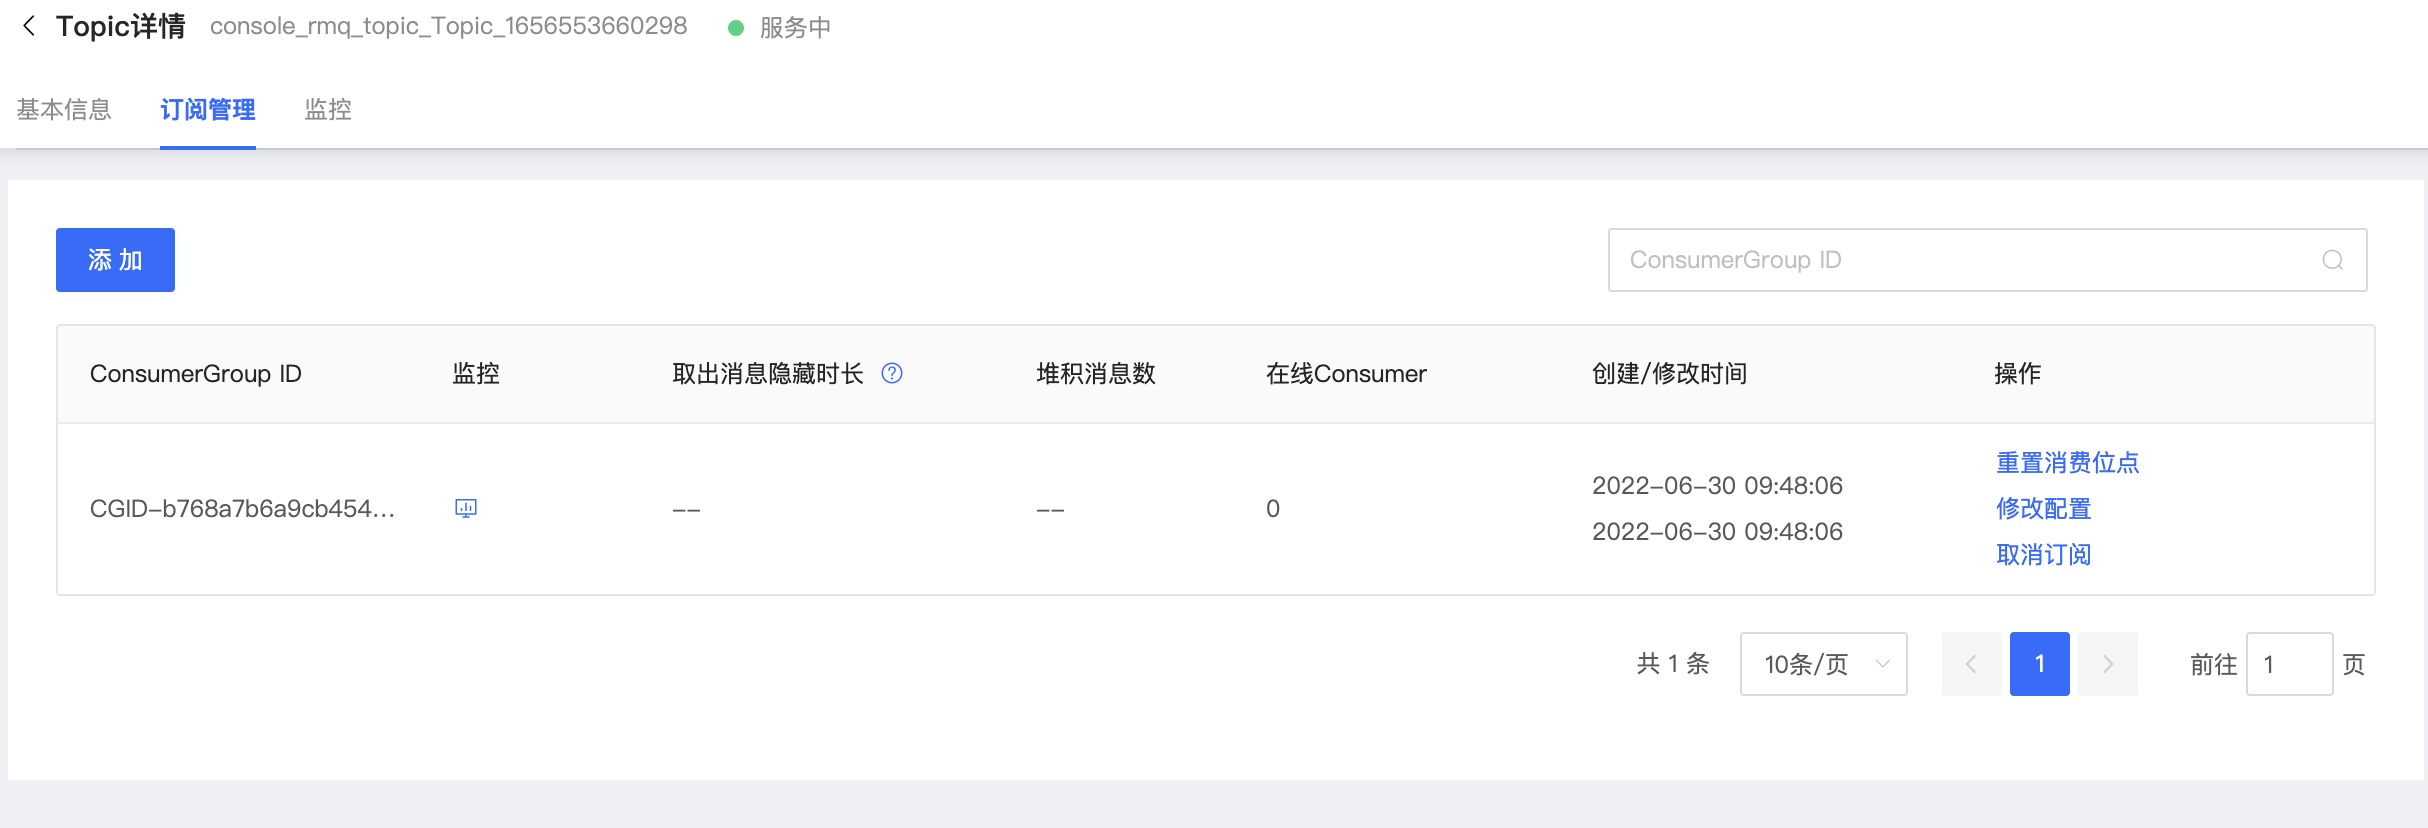 Topic详情 console_rmq_topic_Topic_1656553660298 服务中
基本信息 订阅管理 监控
添 加 ConsumerGroup ID
ConsumerGroup ID 监控 取出消息隐藏时长 ? 堆积消息数 在线Consumer 创建/修改时间 操作
CGID-b768a7b6a9cb454... -- -- 0 2022-06-30 09:48:06
2022-06-30 09:48:06
重置消费位点
修改配置
取消订阅
共 1 条 10条/页 1 前往 1 页